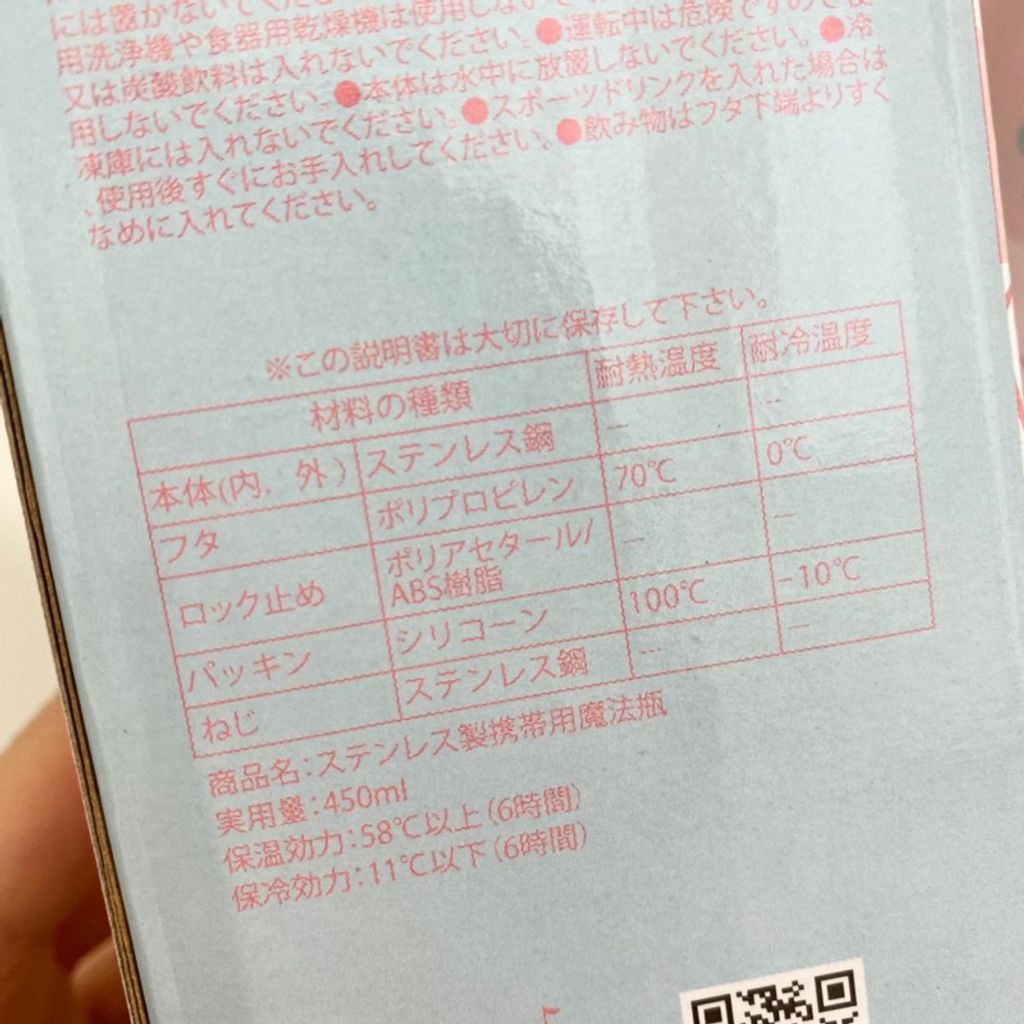 には置かないでくだ
用洗浄機や食器用乾燥機は使用しない
又は炭酸飲料は入れないでください。●運転中は危険ですので使
用しないでください。●本体は水中に放置しないでください。●冷
凍庫には入れないでください。●スポーツドリンクを入れた場合は
、使用後すぐにお手入れしてください。●飲み物はフタ下端よりすく
なめに入れてください。
※この説明書は大切に保存して下さい。
材料の種類 耐熱温度 耐冷温度
本体(内、外) ステンレス鋼 -- --
フタ ポリプロピレン 70℃ 0℃
ロック止め ポリアセタール/ -- --
ABS樹脂
パッキン シリコーン 100℃ -10℃
ねじ ステンレス鋼 -- --
商品名:ステンレス製携帯用魔法瓶
実用量:450ml
保温効力:58℃以上(6時間)
保冷効力:11℃以下(6時間)